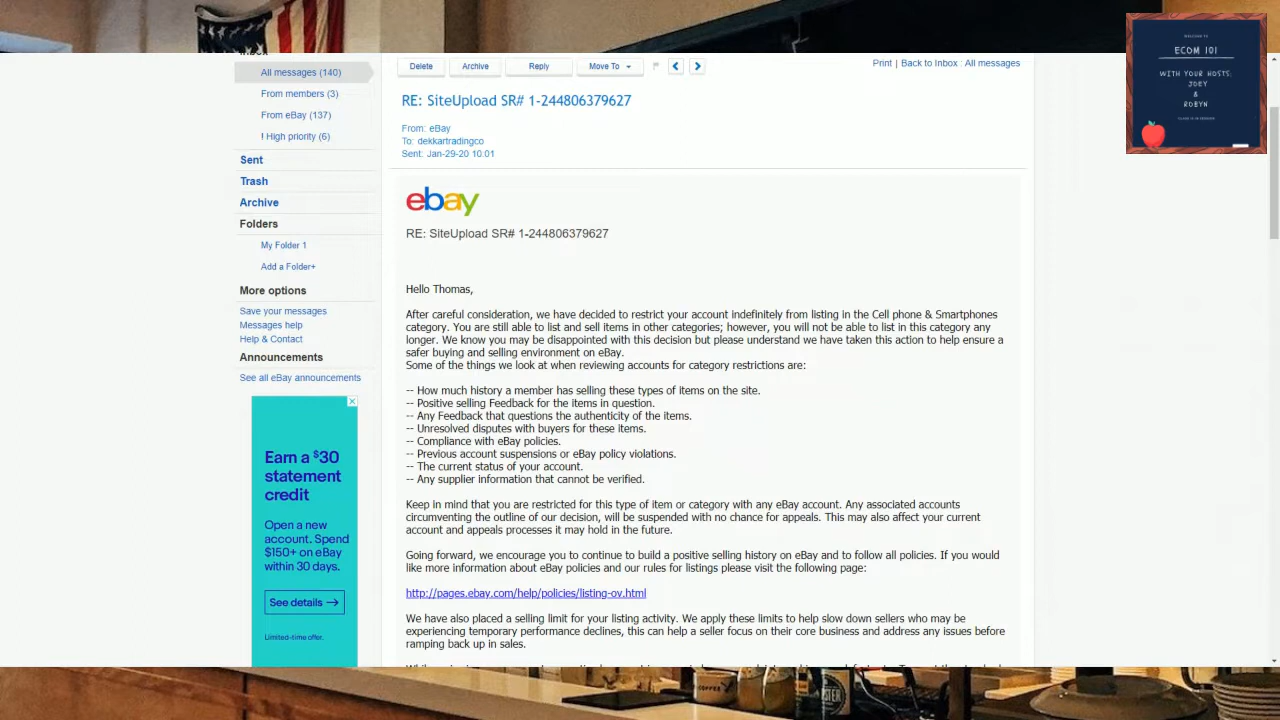 Inbox
All messages (140)
From members (3)
From eBay (137)
! High priority (6)
Sent
Trash
Archive
Folders
My Folder 1
Add a Folder+
More options
Save your messages
Messages help
Help & Contact
Announcements
See all eBay announcements
Earn a $30
statement
credit
Open a new
account. Spend
$150+ on eBay
within 30 days.
See details →
Limited-time offer.
Delete
Archive
Reply
Move To
Print | Back to Inbox : All messages
RE: SiteUpload SR# 1-244806379627
From: eBay
To: dekkartradingco
Sent: Jan-29-20 10:01
ebay
RE: SiteUpload SR# 1-244806379627
Hello Thomas,
After careful consideration, we have decided to restrict your account indefinitely from listing in the Cell phone & Smartphones
category. You are still able to list and sell items in other categories; however, you will not be able to list in this category any
longer. We know you may be disappointed with this decision but please understand we have taken this action to help ensure a
safer buying and selling environment on eBay.
Some of the things we look at when reviewing accounts for category restrictions are:
-- How much history a member has selling these types of items on the site.
-- Positive selling Feedback for the items in question.
-- Any Feedback that questions the authenticity of the items.
-- Unresolved disputes with buyers for these items.
-- Compliance with eBay policies.
-- Previous account suspensions or eBay policy violations.
-- The current status of your account.
-- Any supplier information that cannot be verified.
Keep in mind that you are restricted for this type of item or category with any eBay account. Any associated accounts
circumventing the outline of our decision, will be suspended with no chance for appeals. This may also affect your current
account and appeals processes it may hold in the future.
Going forward, we encourage you to continue to build a positive selling history on eBay and to follow all policies. If you would
like more information about eBay policies and our rules for listings please visit the following page:
http://pages.ebay.com/help/policies/listing-ov.html
We have also placed a selling limit for your listing activity. We apply these limits to help slow down sellers who may be
experiencing temporary performance declines, this can help a seller focus on their core business and address any issues before
ramping back up in sales.
WELCOME TO
ECOM 101
WITH YOUR HOSTS:
JOEY
&
ROBYN
CLASS IS IN SESSION
COFFEE